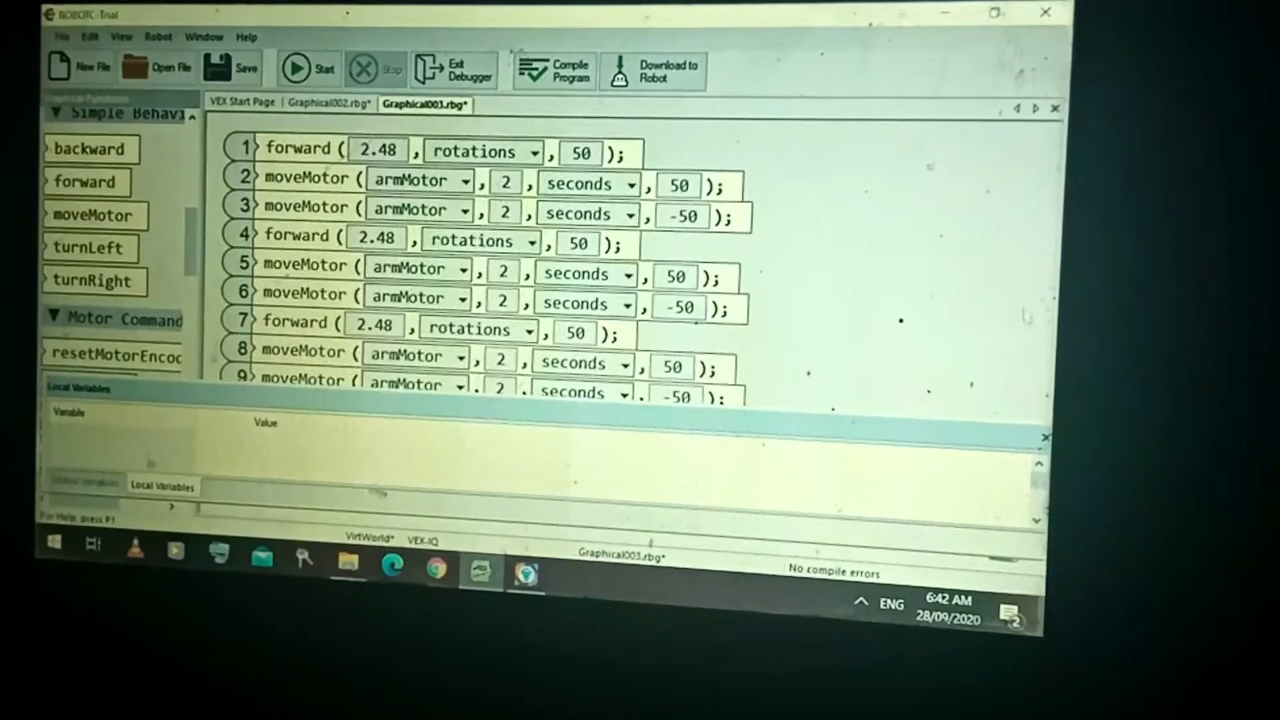 ROBOTC Trial
File Edit View Robot Window Help
New File Open File Save Start Stop Exit Debugger Compile Program Download to Robot
VEX Start Page Graphical002.rbg* Graphical003.rbg*
Simple Behavi
backward
forward
moveMotor
turnLeft
turnRight
Motor Command
resetMotorEncoc
1 forward ( 2.48 , rotations , 50 );
2 moveMotor ( armMotor , 2 , seconds , 50 );
3 moveMotor ( armMotor , 2 , seconds , -50 );
4 forward ( 2.48 , rotations , 50 );
5 moveMotor ( armMotor , 2 , seconds , 50 );
6 moveMotor ( armMotor , 2 , seconds , -50 );
7 forward ( 2.48 , rotations , 50 );
8 moveMotor ( armMotor , 2 , seconds , 50 );
9 moveMotor ( armMotor , 2 , seconds , -50 );
Local Variables
Variable Value
Global Variables Local Variables
For Help, press F1
VirtWorld* VEX-IQ Graphical003.rbg* No compile errors
ENG 6:42 AM
28/09/2020
2